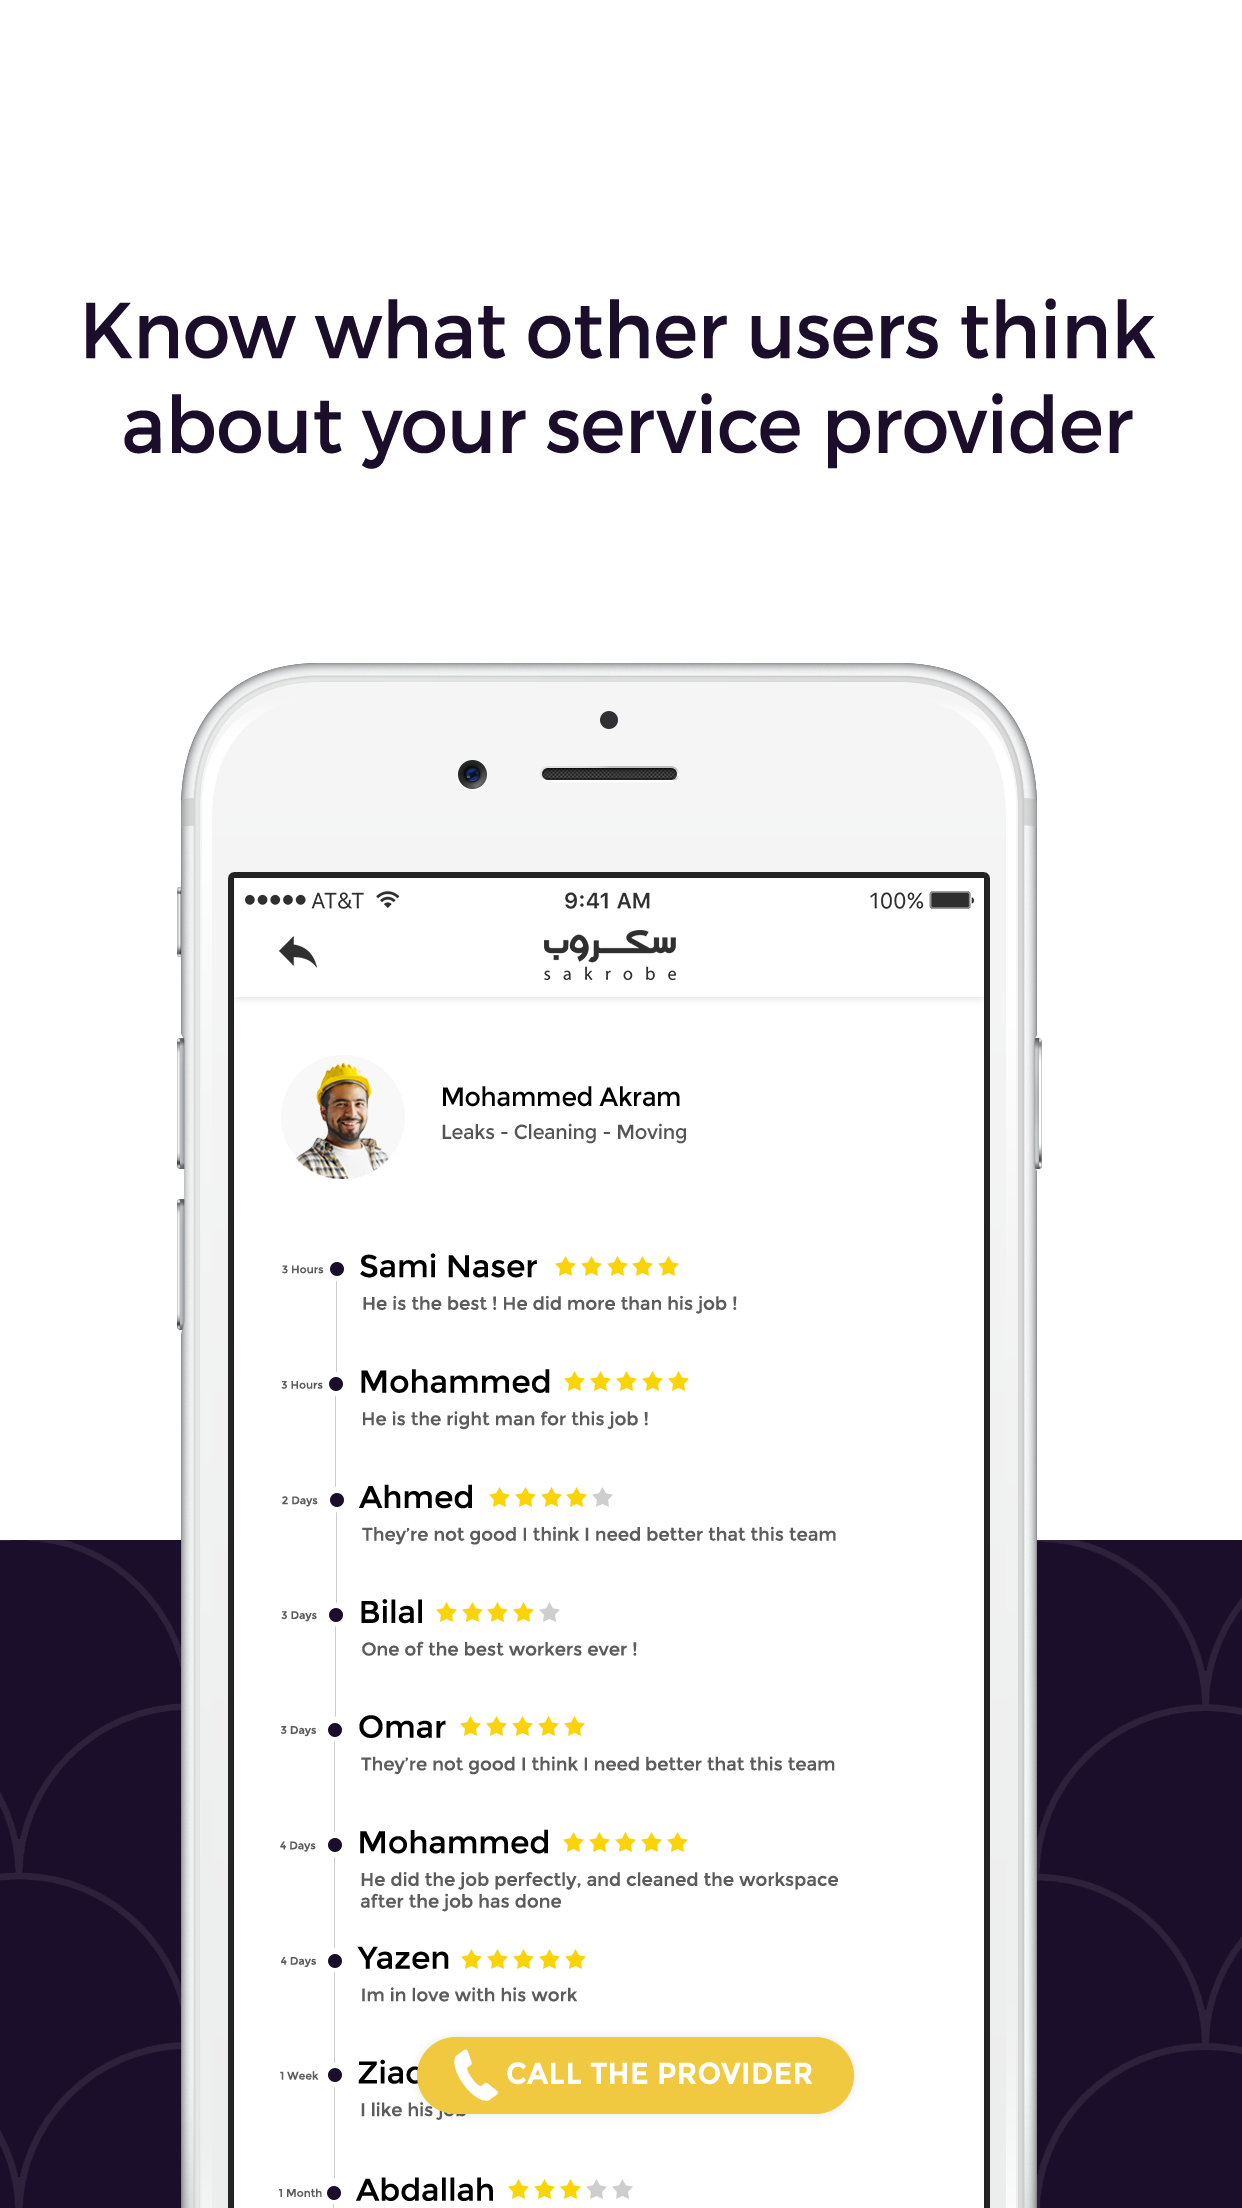 Know what other users think
about your service provider
AT&T 9:41 AM 100%
سكروب
sakrobe
Mohammed Akram
Leaks - Cleaning - Moving
3 Hours Sami Naser
He is the best ! He did more than his job !
3 Hours Mohammed
He is the right man for this job !
2 Days Ahmed
They're not good I think I need better that this team
3 Days Bilal
One of the best workers ever !
3 Days Omar
They're not good I think I need better that this team
4 Days Mohammed
He did the job perfectly, and cleaned the workspace
after the job has done
4 Days Yazen
Im in love with his work
1 Week
CALL THE PROVIDER
I like his
1 Month Abdallah